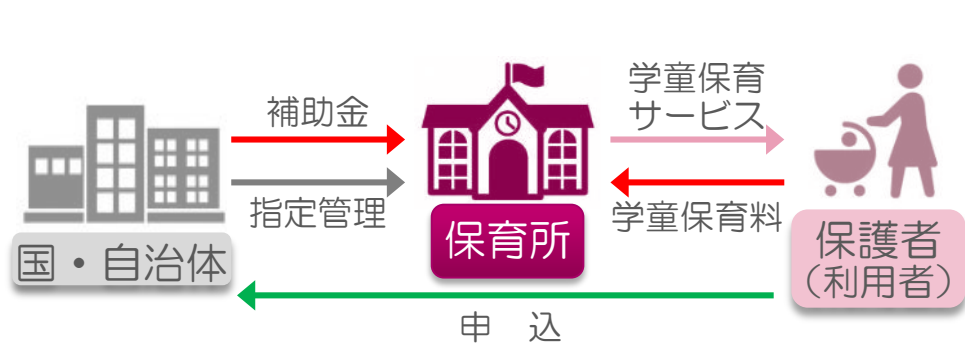 補助金
指定管理
国・自治体
保育所
学童保育
サービス
学童保育料
保護者
(利用者)
申　込